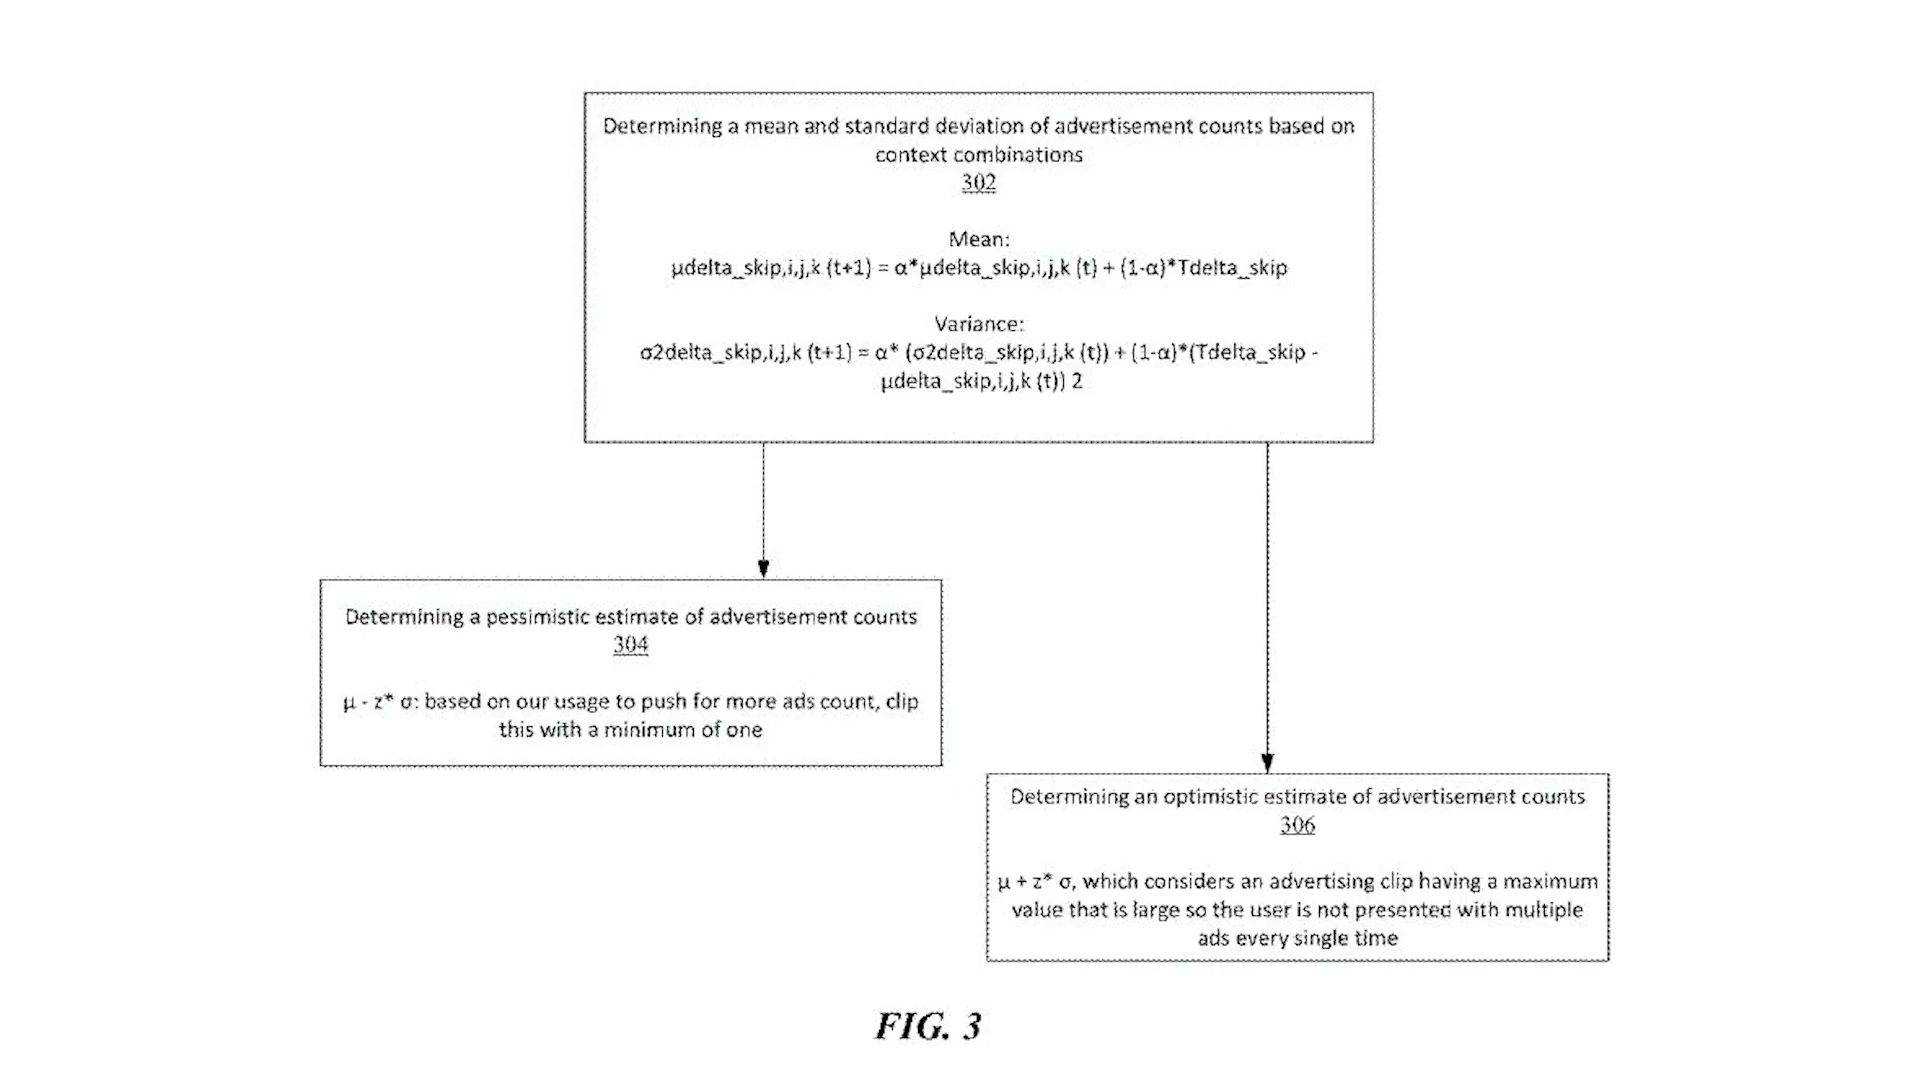 Determining a mean and standard deviation of advertisement counts based on
context combinations
302
Mean:
μdelta_skip,i,j,k (t+1) = α*μdelta_skip,i,j,k (t) + (1-α)*Tdelta_skip
Variance:
σ2delta_skip,i,j,k (t+1) = α* (σ2delta_skip,i,j,k (t)) + (1-α)*(Tdelta_skip -
μdelta_skip,i,j,k (t)) 2
Determining a pessimistic estimate of advertisement counts
304
μ - z* σ: based on our usage to push for more ads count, clip
this with a minimum of one
Determining an optimistic estimate of advertisement counts
306
μ + z* σ, which considers an advertising clip having a maximum
value that is large so the user is not presented with multiple
ads every single time
FIG. 3